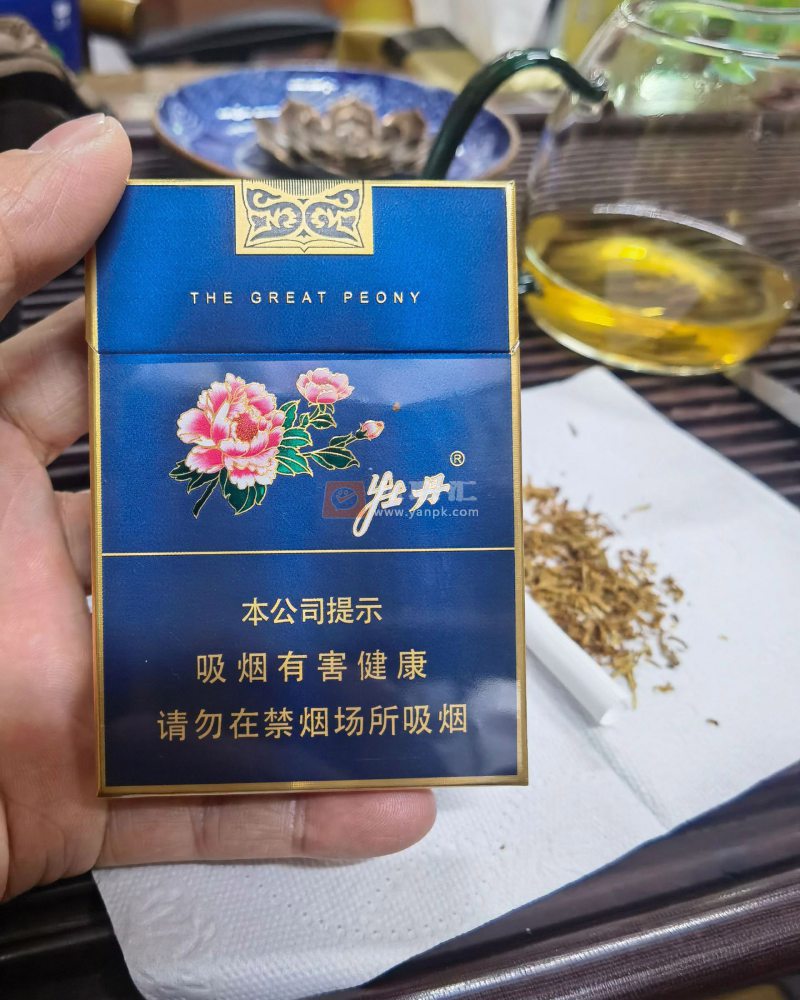 THE GREAT PEONY
®
牡丹
汇
www.yanpk.com
本公司提示
吸烟有害健康
请勿在禁烟场所吸烟